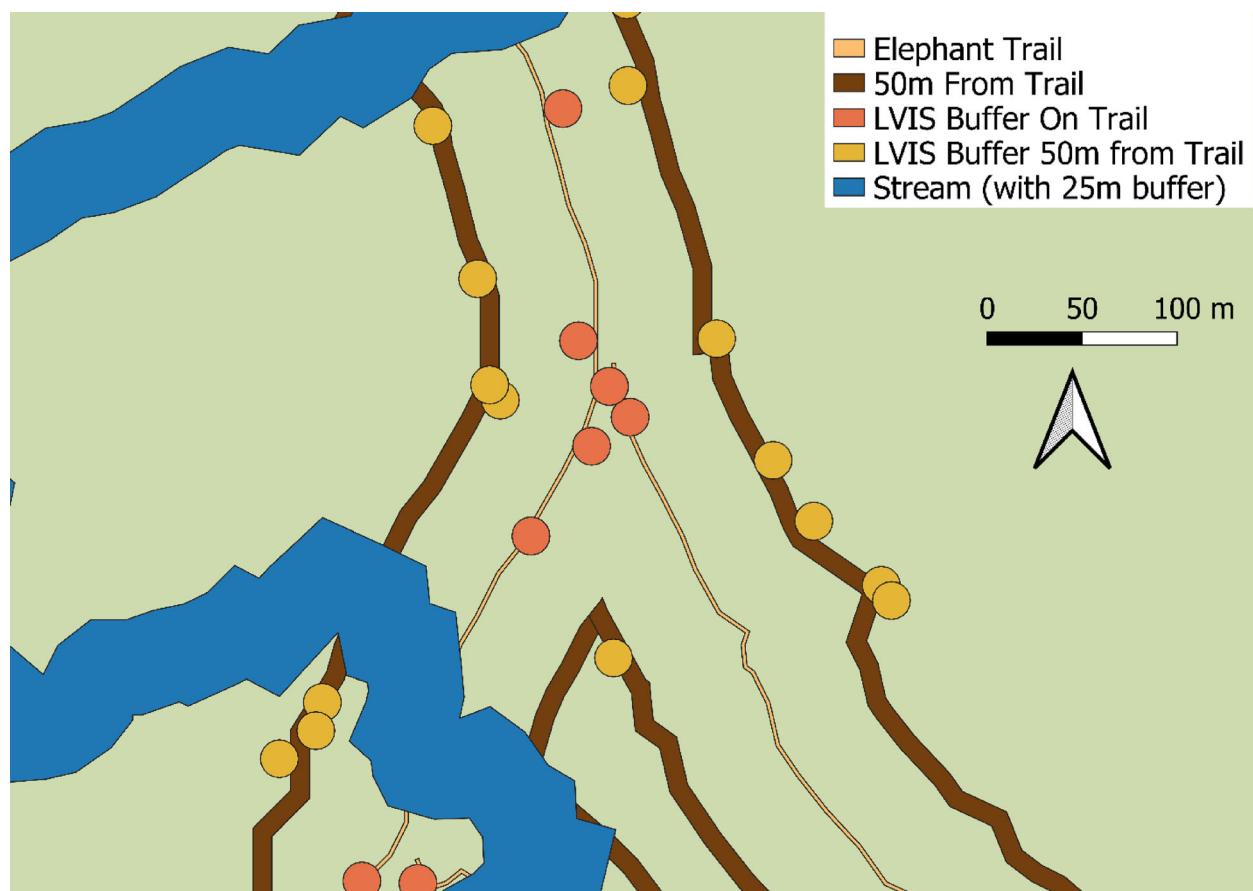 Elephant Trail
50m From Trail
LVIS Buffer On Trail
LVIS Buffer 50m from Trail
Stream (with 25m buffer)
0 50 100 m